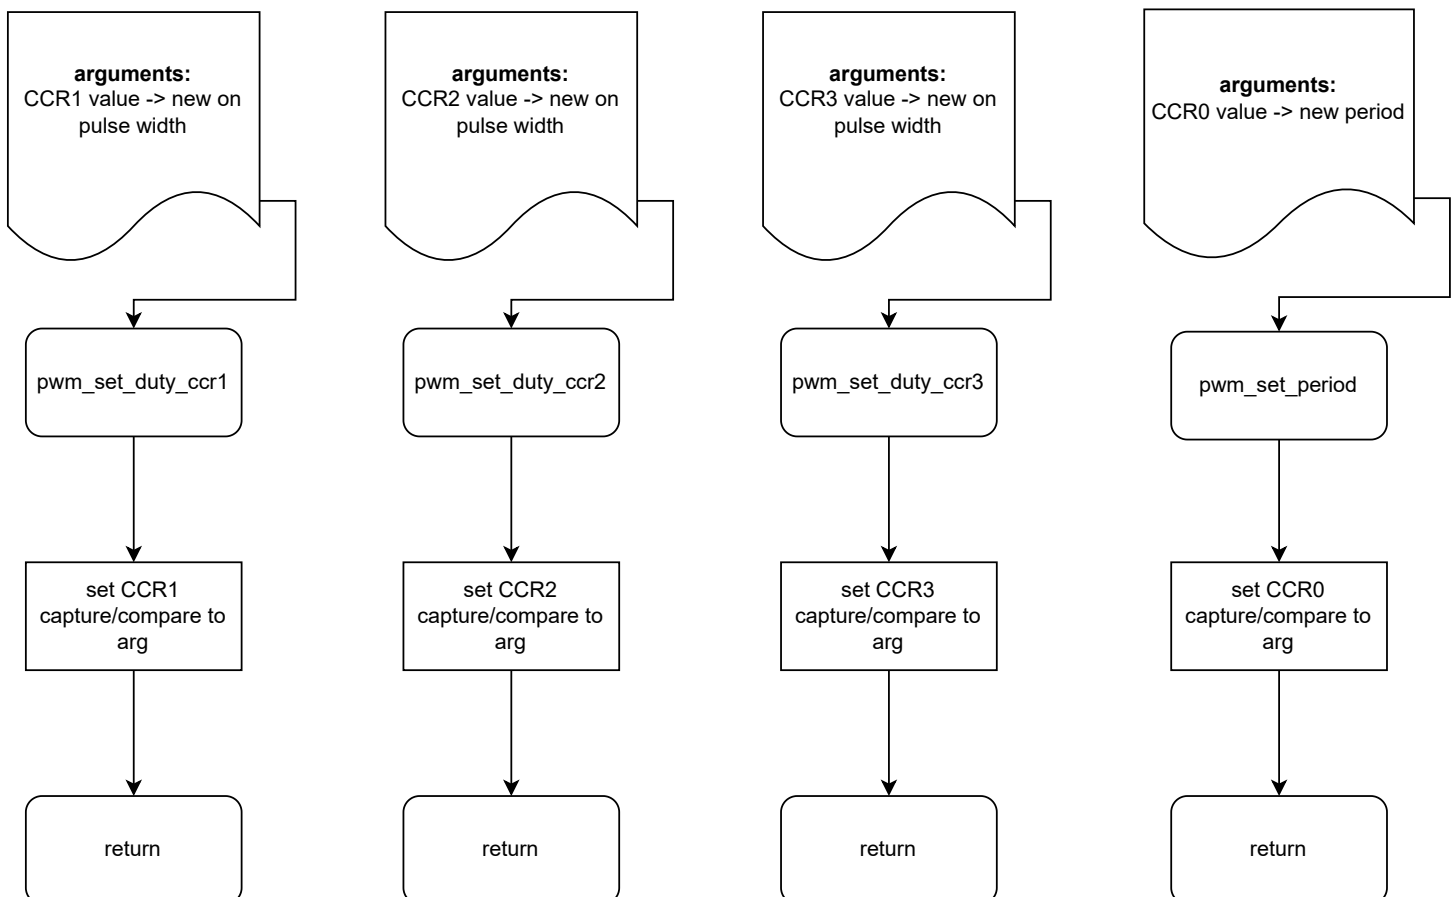 arguments:
CCR1 value -> new on
pulse width
arguments:
CCR2 value -> new on
pulse width
arguments:
CCR3 value -> new on
pulse width
arguments:
CCR0 value -> new period
pwm_set_duty_ccr1
pwm_set_duty_ccr2
pwm_set_duty_ccr3
pwm_set_period
set CCR1
capture/compare to
arg
set CCR2
capture/compare to
arg
set CCR3
capture/compare to
arg
set CCR0
capture/compare to
arg
return
return
return
return